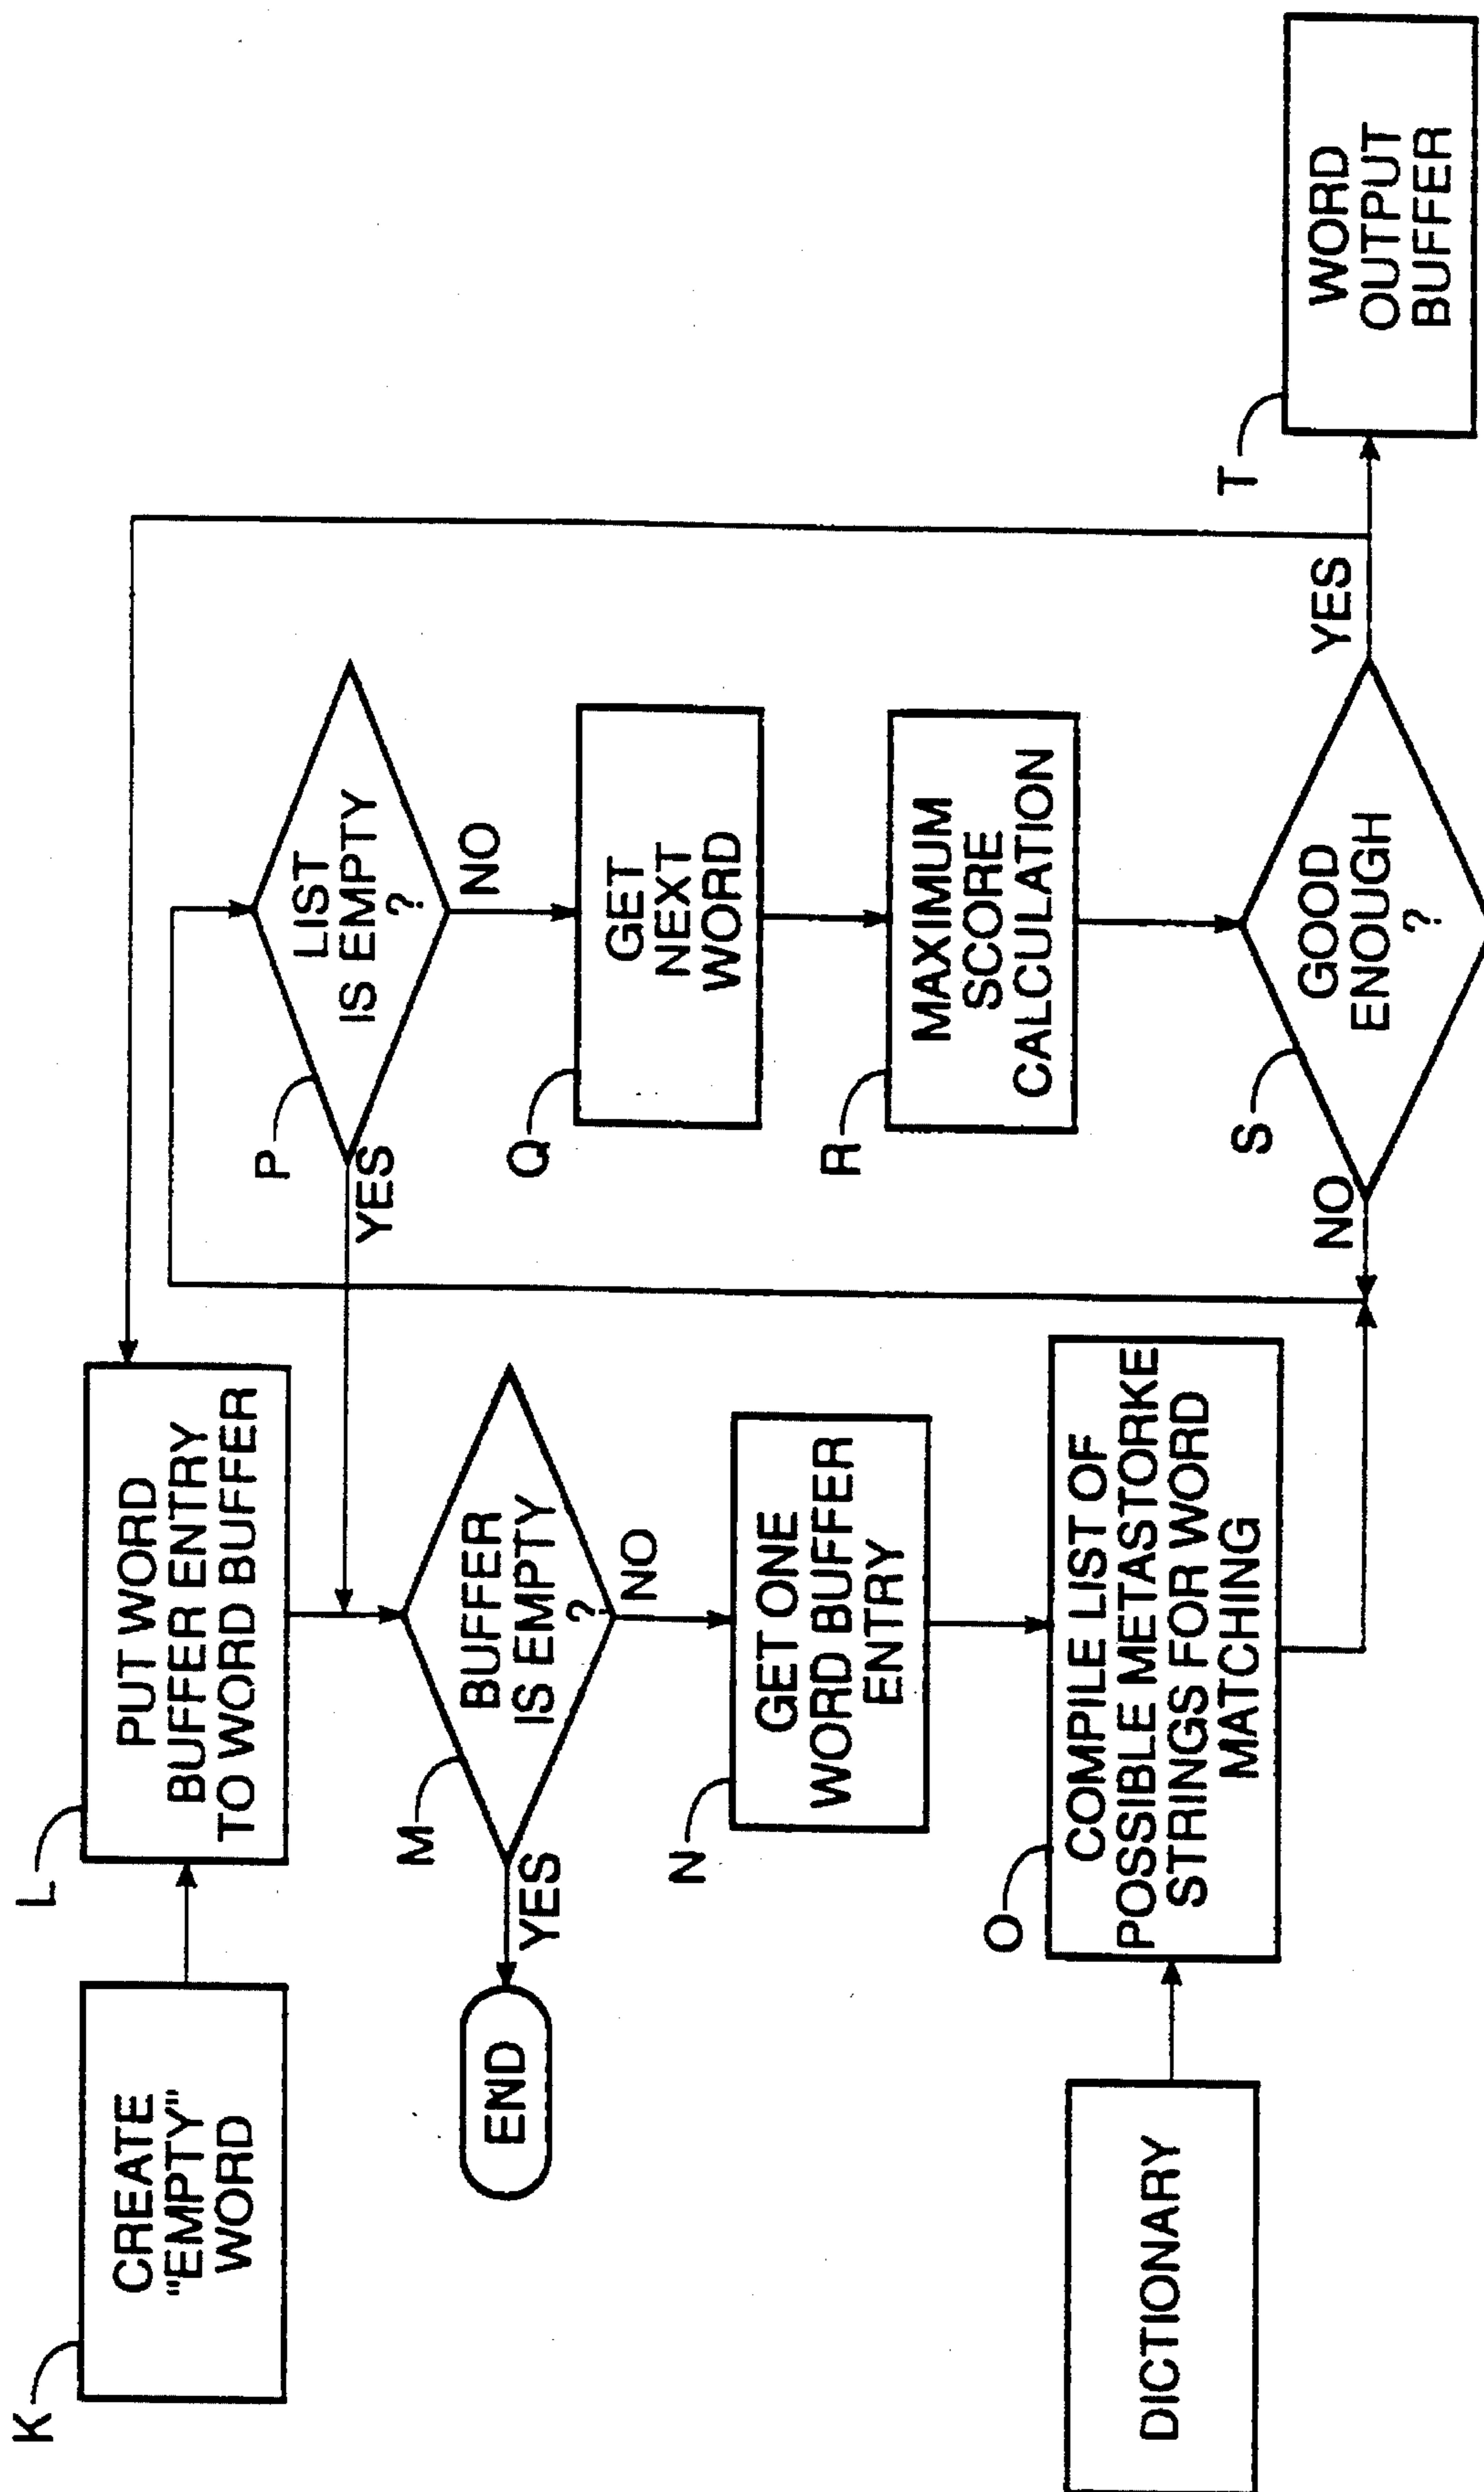 K
CREATE
"EMPTY"
WORD
L
PUT WORD
BUFFER ENTRY
TO WORD BUFFER
M
BUFFER
IS EMPTY
?
YES
NO
END
N
GET ONE
WORD BUFFER
ENTRY
O
COMPILE LIST OF
POSSIBLE METASTORKE
STRINGS FOR WORD
MATCHING
DICTIONARY
P
LIST
IS EMPTY
?
YES
NO
Q
GET
NEXT
WORD
R
MAXIMUM
SCORE
CALCULATION
S
GOOD
ENOUGH
?
NO
YES
T
WORD
OUTPUT
BUFFER